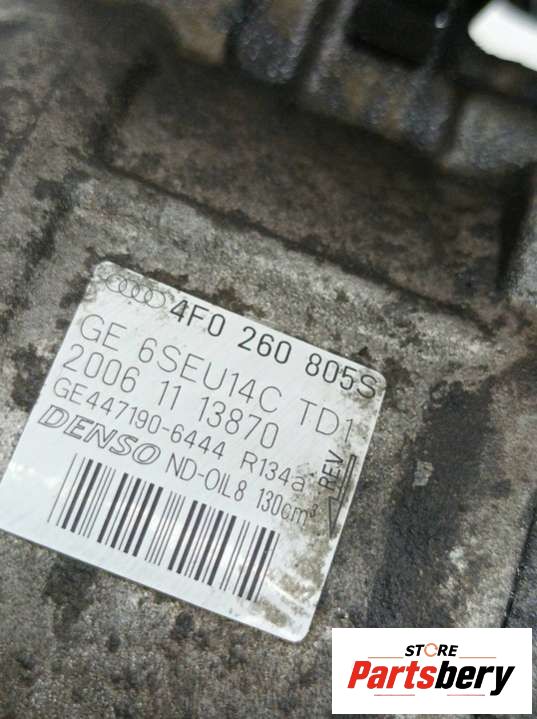 4F0 260 805S
GE 6SEU14C TD1
2006 11 13870
GE447190-6444 R134a
DENSO ND-OIL8 130cm³
REV
STORE
Partsbery